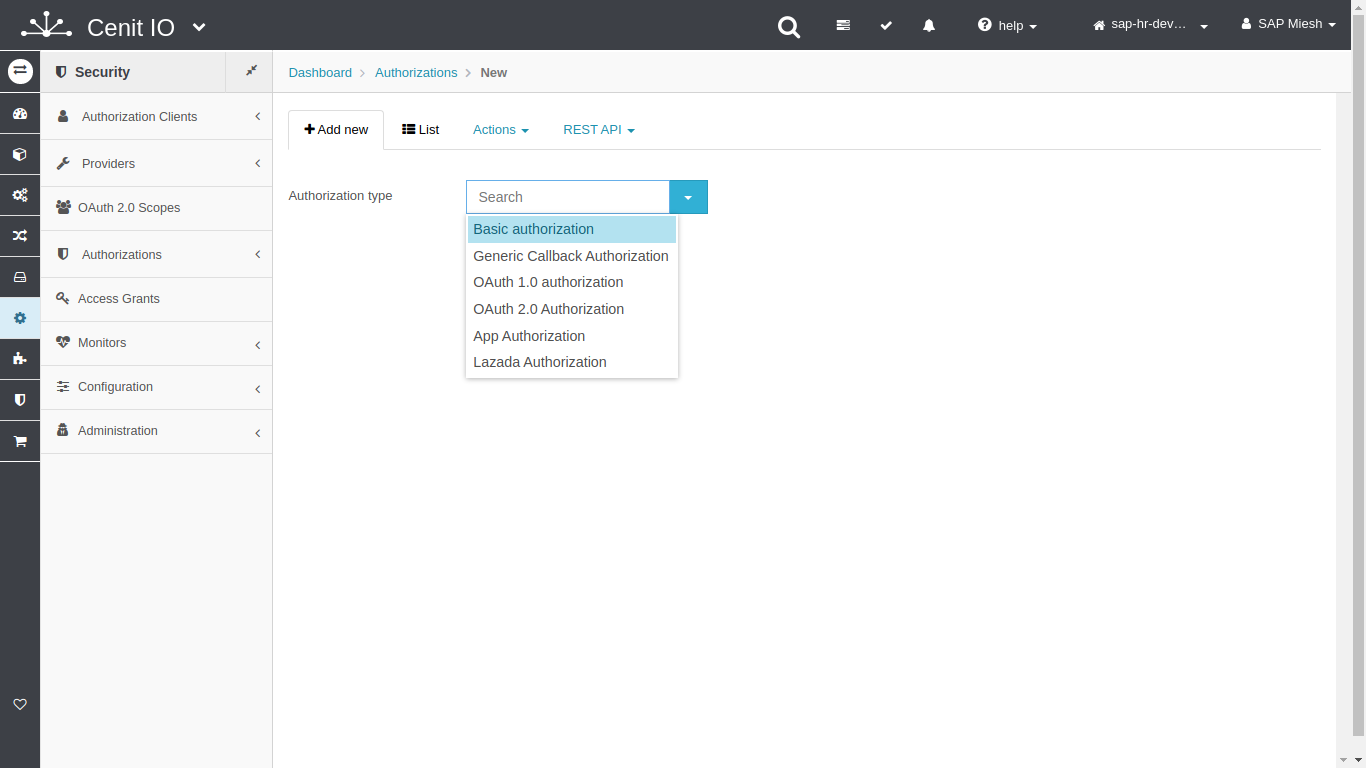 Cenit IO
help
sap-hr-dev…
SAP Miesh
Security
Dashboard
Authorizations
New
Authorization Clients
Providers
OAuth 2.0 Scopes
Authorizations
Access Grants
Monitors
Configuration
Administration
Add new
List
Actions
REST API
Authorization type
Search
Basic authorization
Generic Callback Authorization
OAuth 1.0 authorization
OAuth 2.0 Authorization
App Authorization
Lazada Authorization